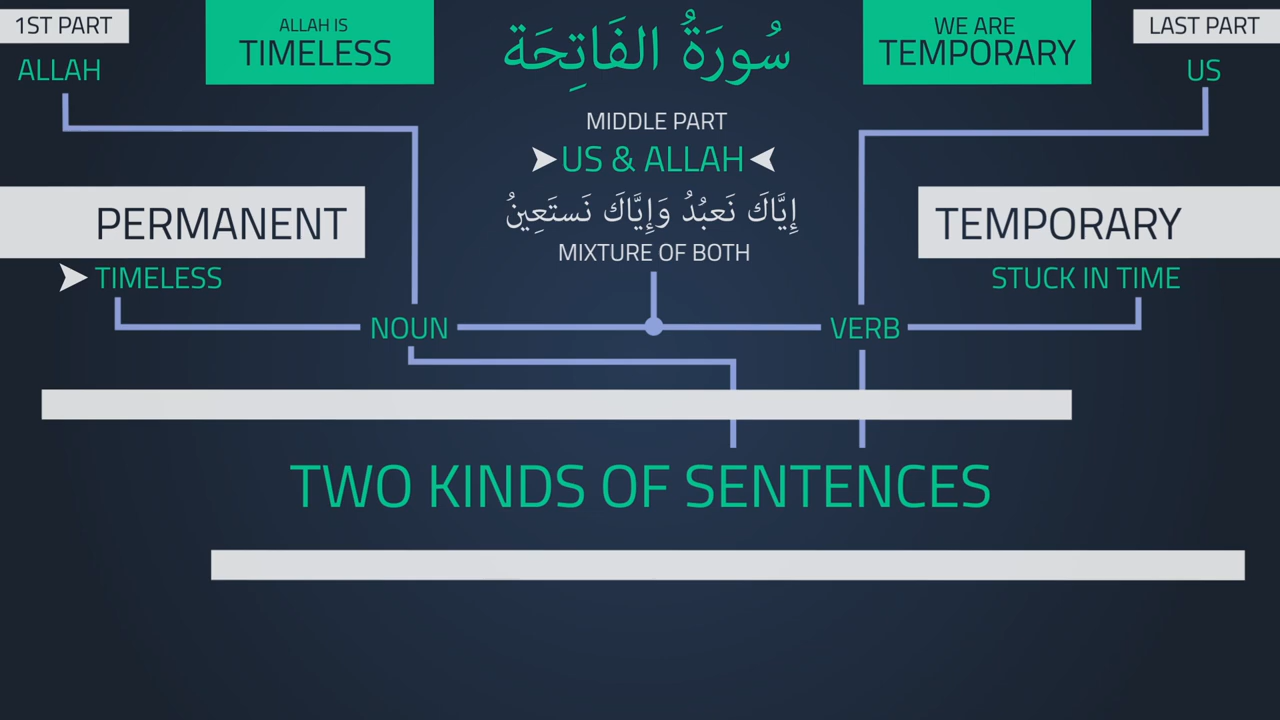 1ST PART
ALLAH
ALLAH IS
TIMELESS
سُورَةُ الفَاتِحَة
WE ARE
TEMPORARY
LAST PART
US
MIDDLE PART
US & ALLAH
إِيَّاكَ نَعبُدُ وَإِيَّاكَ نَستَعِينُ
MIXTURE OF BOTH
PERMANENT
TIMELESS
TEMPORARY
STUCK IN TIME
NOUN
VERB
TWO KINDS OF SENTENCES